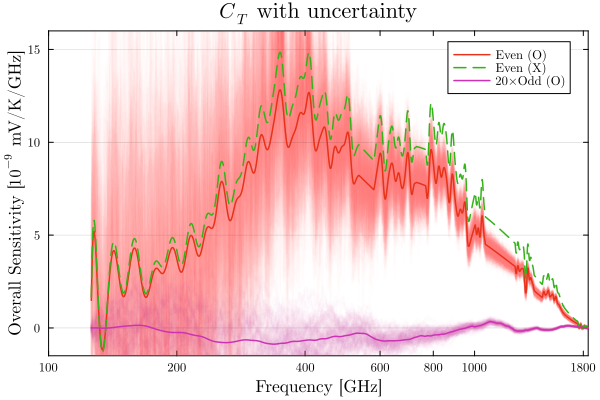 C_T with uncertainty
Overall Sensitivity [10⁻⁹ mV/K/GHz]
15
10
5
0
Even (O)
Even (X)
20×Odd (O)
100
200
400
600
800
1000
1800
Frequency [GHz]